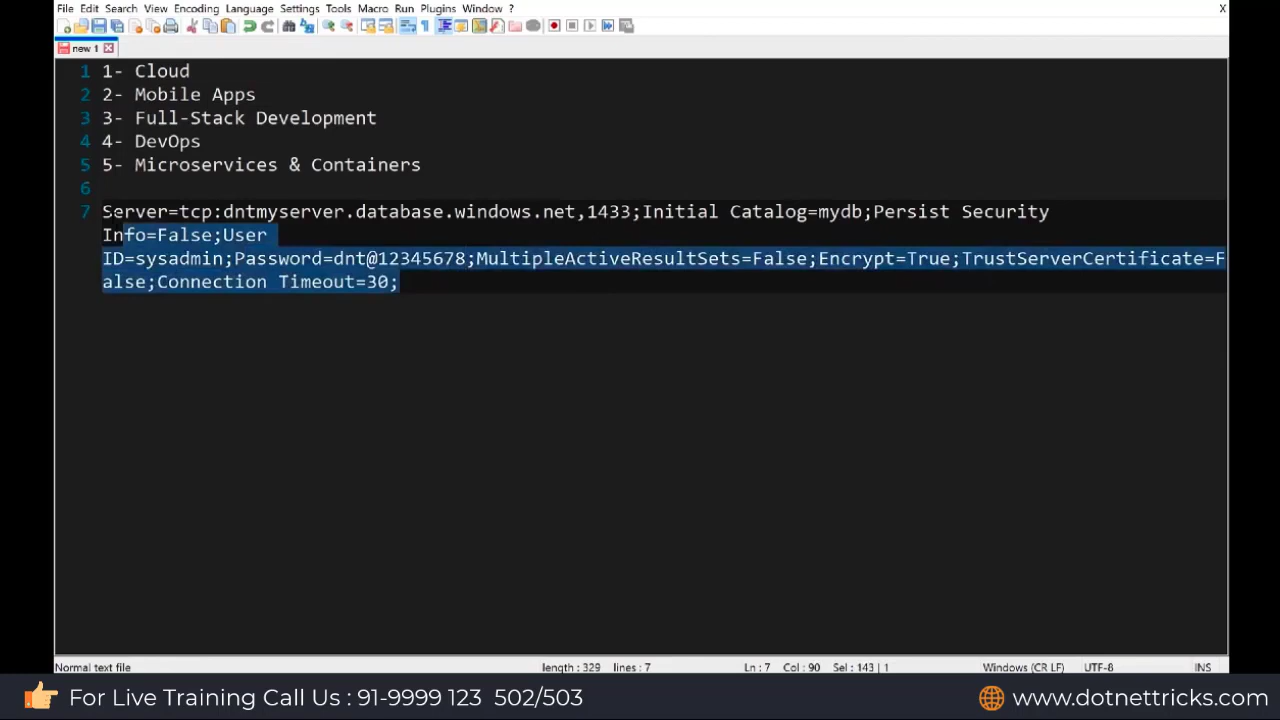 File Edit Search View Encoding Language Settings Tools Macro Run Plugins Window ? X
new 1
1 1- Cloud
2 2- Mobile Apps
3 3- Full-Stack Development
4 4- DevOps
5 5- Microservices & Containers
6
7 Server=tcp:dntmyserver.database.windows.net,1433;Initial Catalog=mydb;Persist Security
Info=False;User
ID=sysadmin;Password=dnt@12345678;MultipleActiveResultSets=False;Encrypt=True;TrustServerCertificate=F
alse;Connection Timeout=30;
Normal text file length : 329 lines : 7 Ln : 7 Col : 90 Sel : 143 | 1 Windows (CR LF) UTF-8 INS
For Live Training Call Us : 91-9999 123 502/503 www.dotnettricks.com